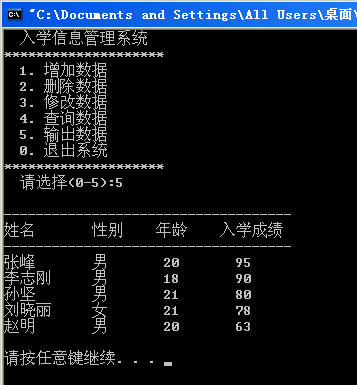 "C:\Documents and Settings\All Users\桌面\
入学信息管理系统
********************
1. 增加数据
2. 删除数据
3. 修改数据
4. 查询数据
5. 输出数据
0. 退出系统
********************
请选择(0-5):5
------------------------------------
姓名 性别 年龄 入学成绩
------------------------------------
张峰 男 20 95
李志刚 男 18 90
孙坚 男 21 80
刘晓丽 女 21 78
赵明 男 20 63
请按任意键继续. . .